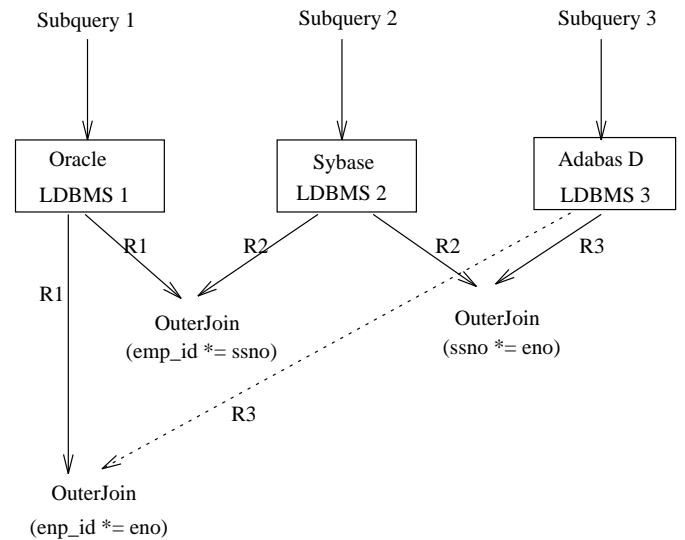 Subquery 1
Subquery 2
Subquery 3
Oracle
LDBMS 1
Sybase
LDBMS 2
Adabas D
LDBMS 3
R1
R2
R2
R3
R1
OuterJoin
(emp_id *= ssno)
OuterJoin
(ssno *= eno)
R3
OuterJoin
(enp_id *= eno)